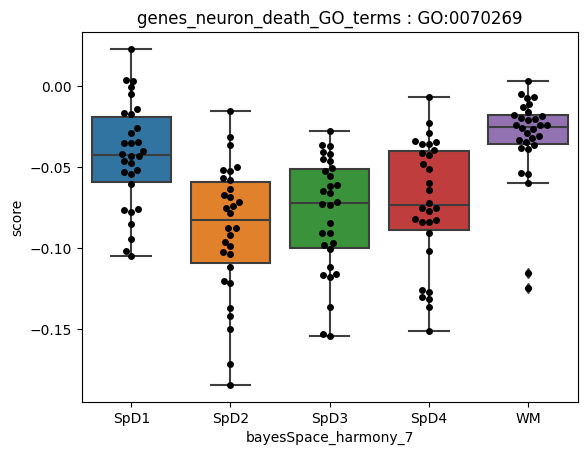 genes_neuron_death_GO_terms : GO:0070269
0.00
−0.05
−0.10
−0.15
score
SpD1 SpD2 SpD3 SpD4 WM
bayesSpace_harmony_7